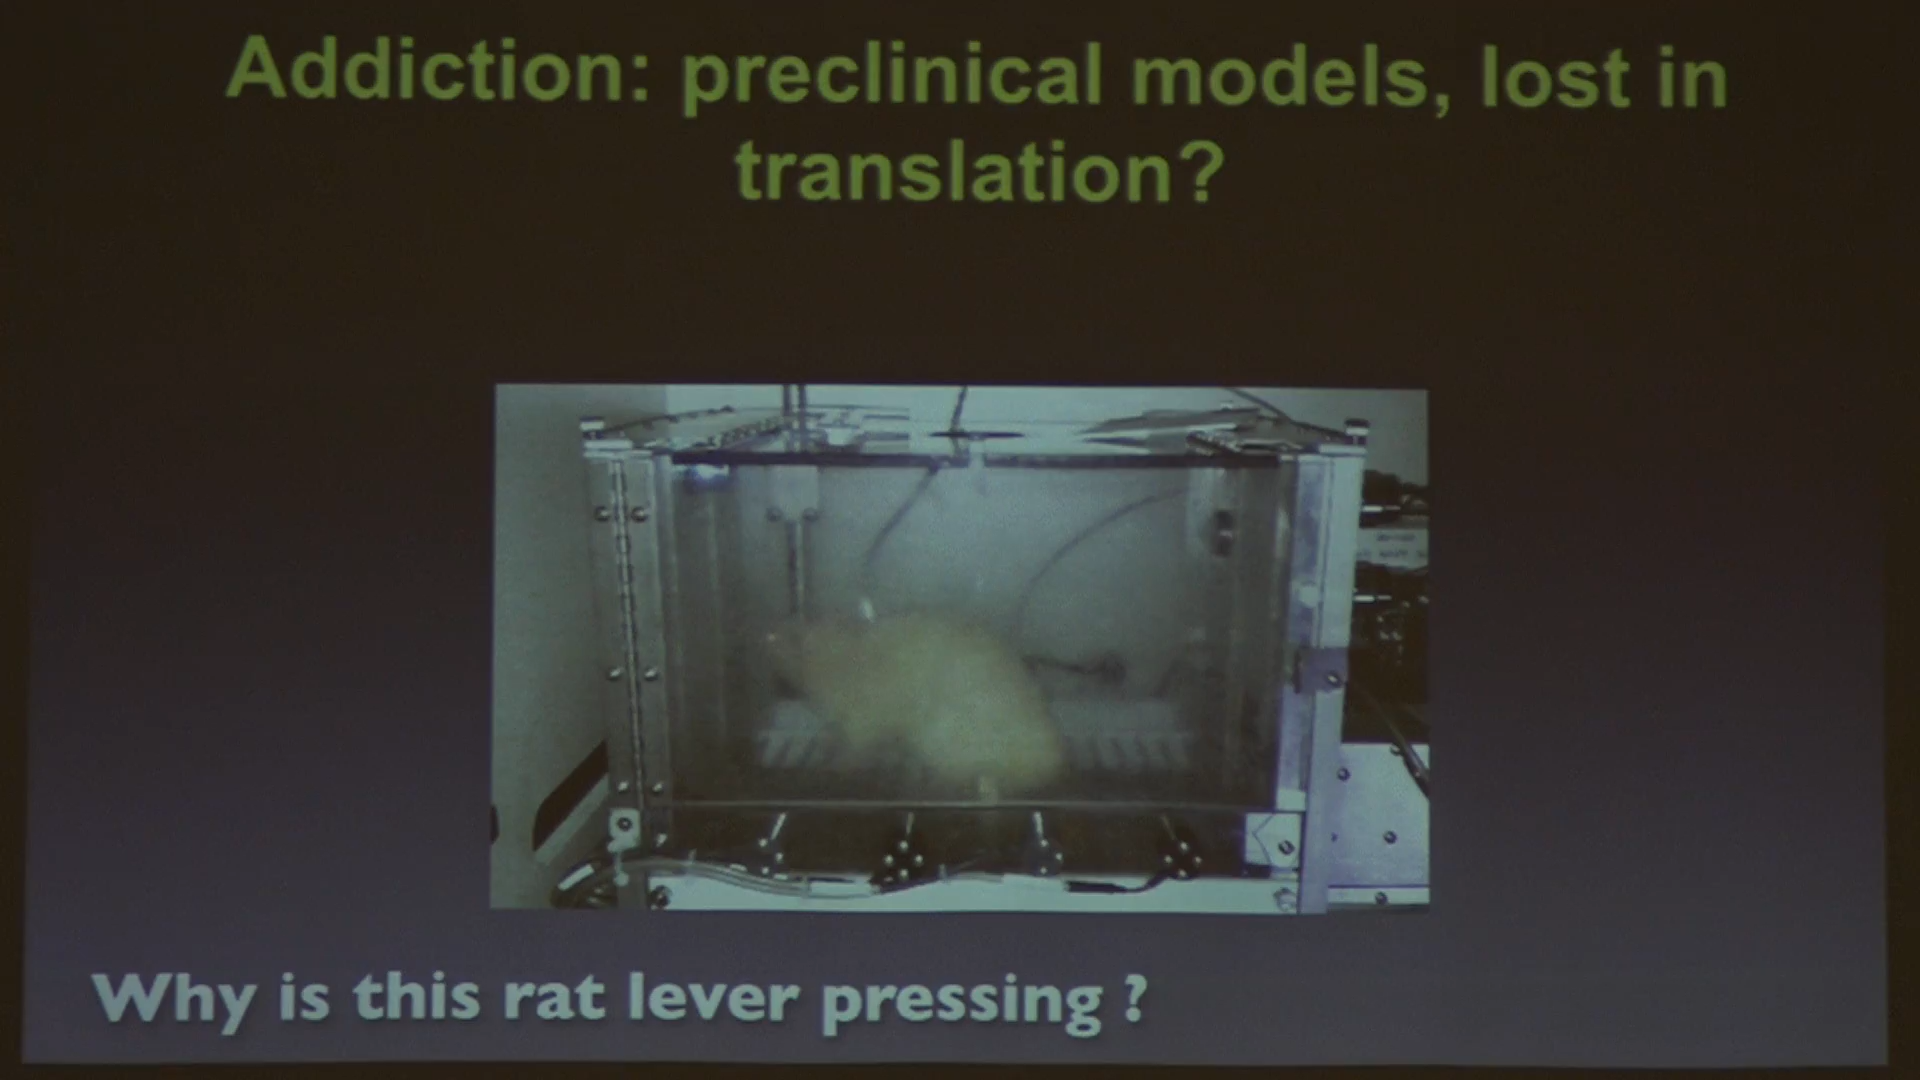 Addiction: preclinical models, lost in
translation?
Why is this rat lever pressing ?